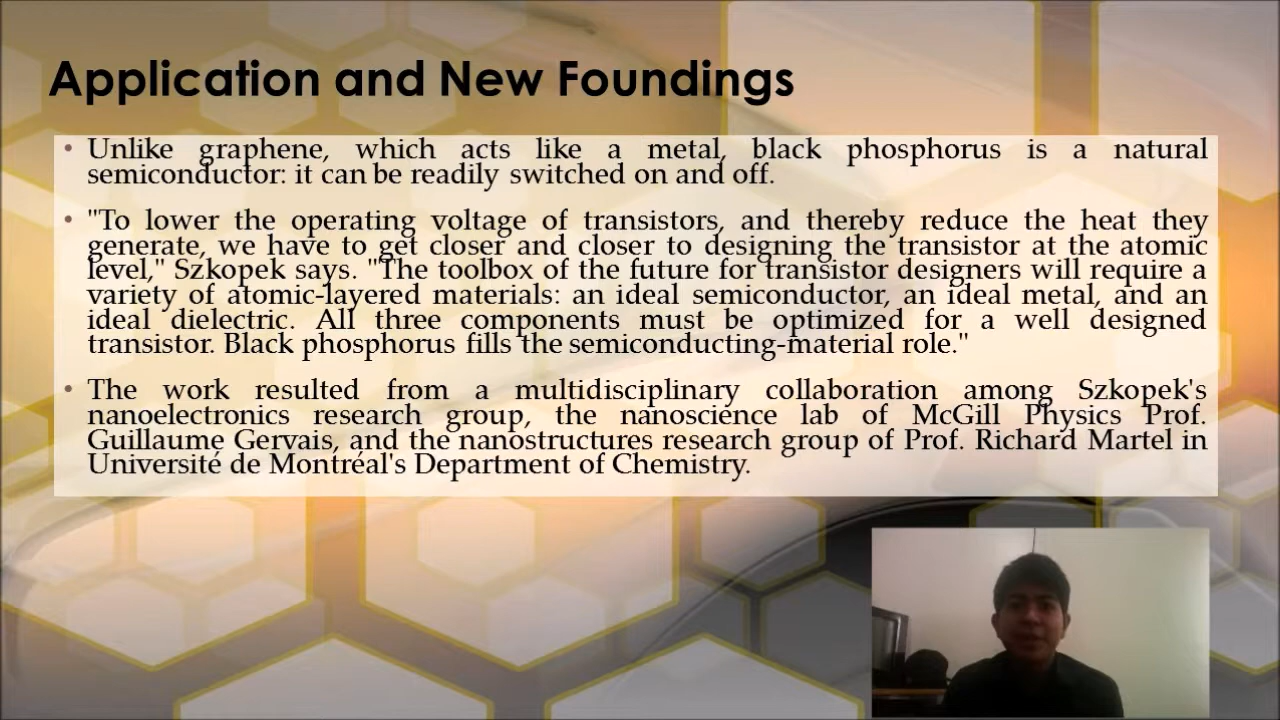 Application and New Foundings
• Unlike graphene, which acts like a metal, black phosphorus is a natural
semiconductor: it can be readily switched on and off.
• "To lower the operating voltage of transistors, and thereby reduce the heat they
generate, we have to get closer and closer to designing the transistor at the atomic
level," Szkopek says. "The toolbox of the future for transistor designers will require a
variety of atomic-layered materials: an ideal semiconductor, an ideal metal, and an
ideal dielectric. All three components must be optimized for a well designed
transistor. Black phosphorus fills the semiconducting-material role."
• The work resulted from a multidisciplinary collaboration among Szkopek's
nanoelectronics research group, the nanoscience lab of McGill Physics Prof.
Guillaume Gervais, and the nanostructures research group of Prof. Richard Martel in
Université de Montréal's Department of Chemistry.